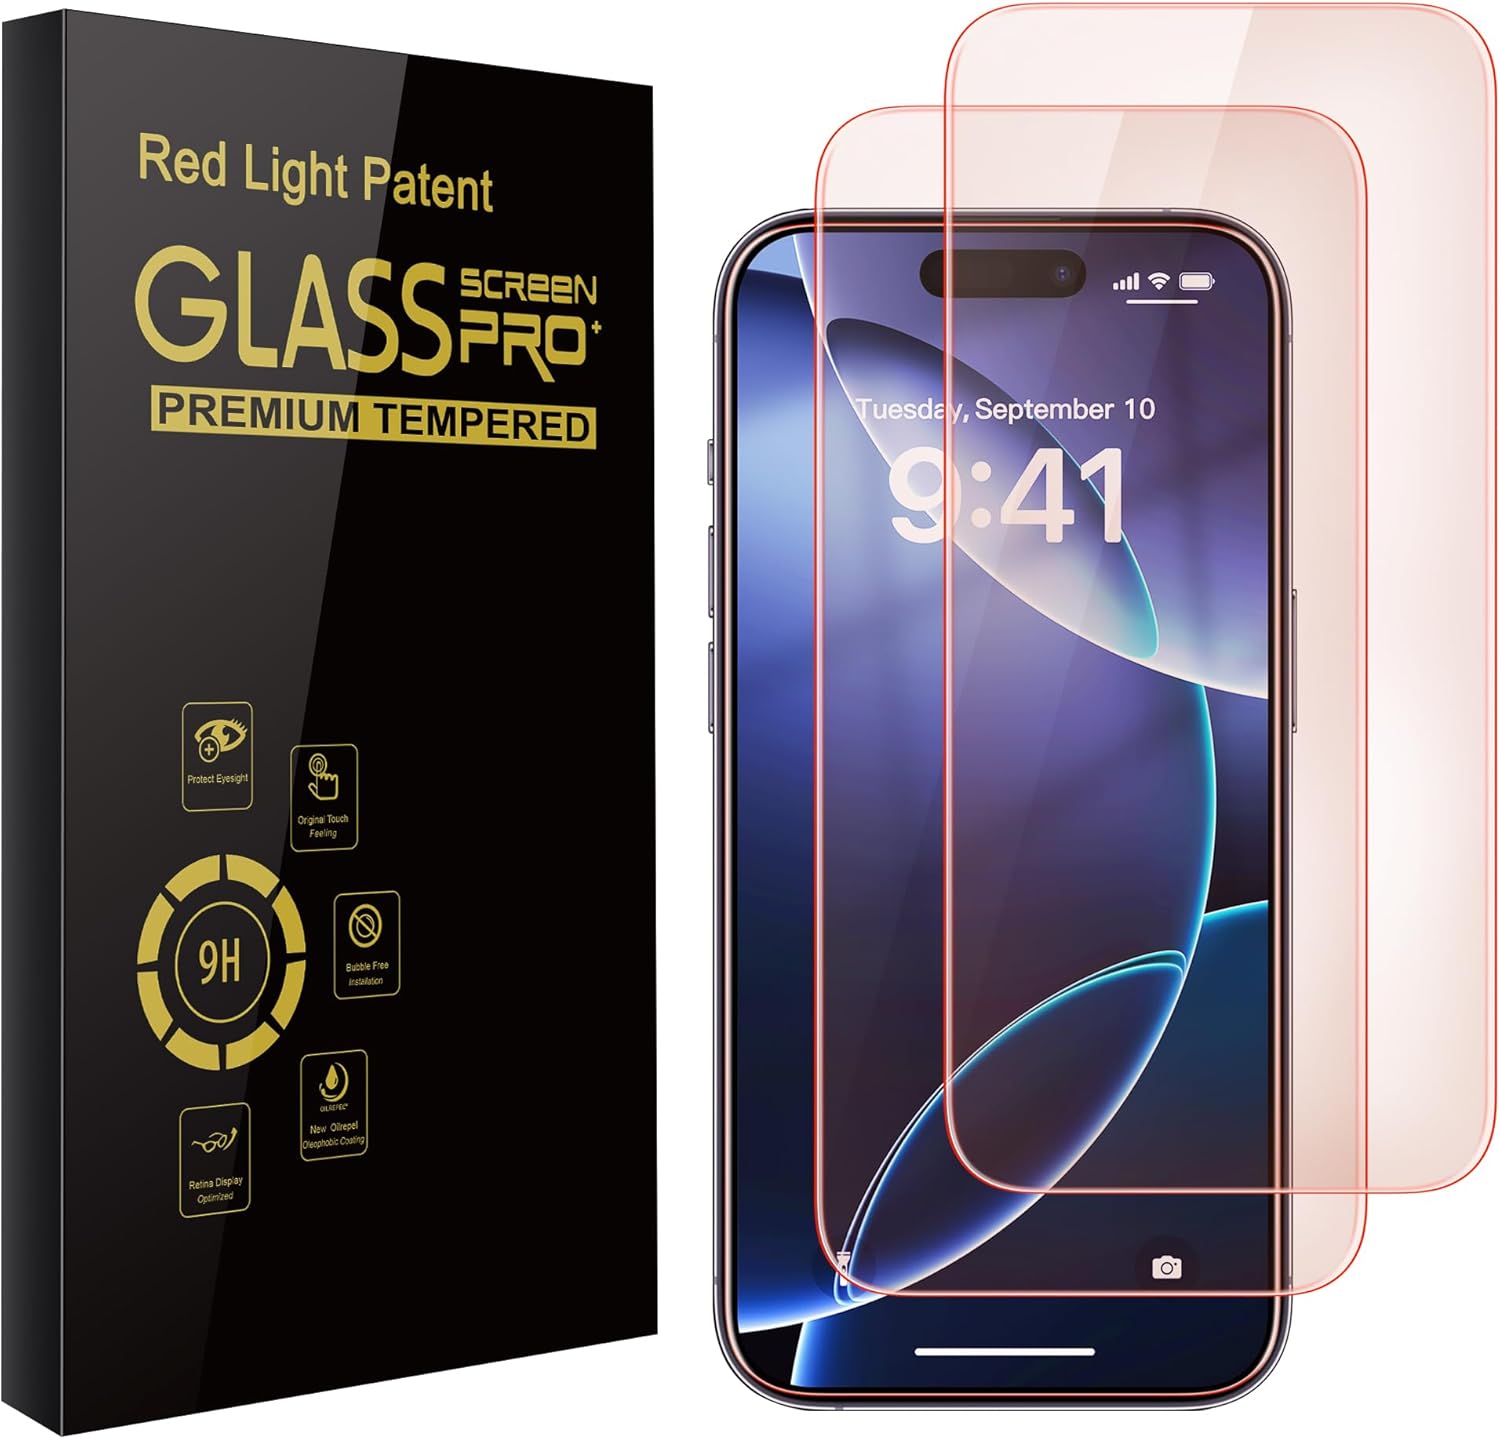 Red Light Patent
GLASS SCREEN PRO+
PREMIUM TEMPERED
Protect Eyesight
Original Touch
Feeling
9H
Bubble Free
Installation
OILREPEC
New Oilrepel
Oleophobic Coating
Retina Display
Optimized
Tuesday, September 10
9:41